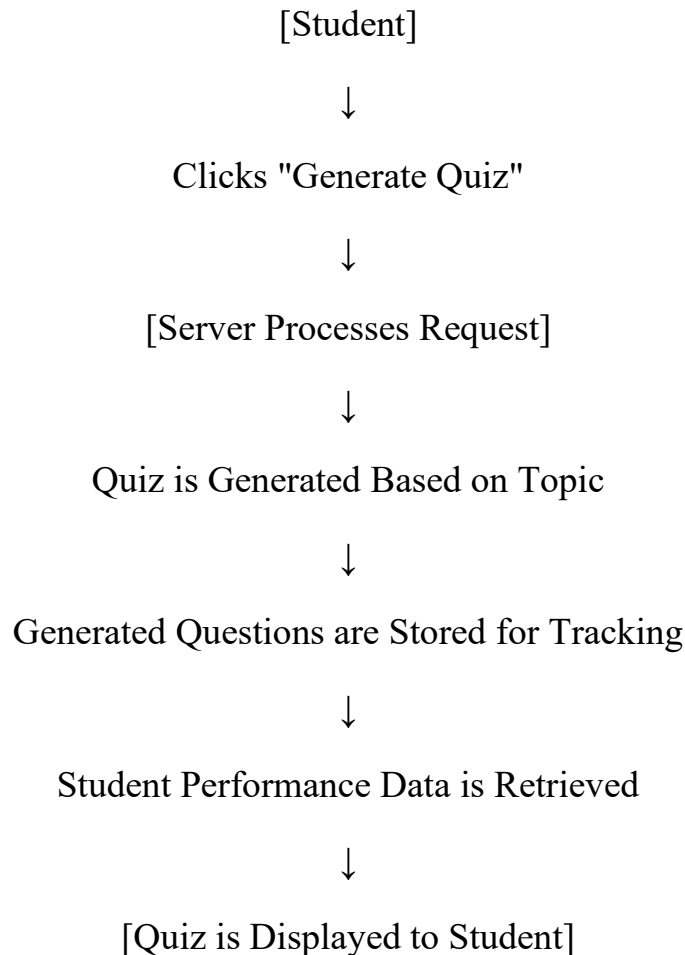 [Student]
↓
Clicks "Generate Quiz"
↓
[Server Processes Request]
↓
Quiz is Generated Based on Topic
↓
Generated Questions are Stored for Tracking
↓
Student Performance Data is Retrieved
↓
[Quiz is Displayed to Student]